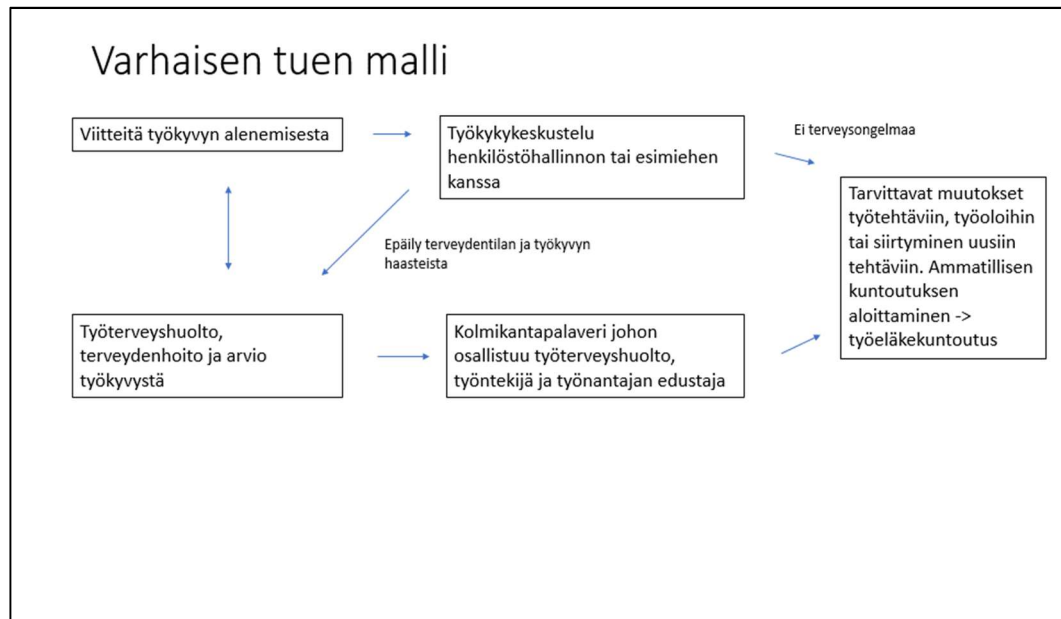 Varhaisen tuen malli
Viitteitä työkyvyn alenemisesta
Työkykykeskustelu
henkilöstöhallinnon tai esimiehen
kanssa
Ei terveysongelmaa
Tarvittavat muutokset
työtehtäviin, työoloihin
tai siirtyminen uusiin
tehtäviin. Ammatillisen
kuntoutuksen
aloittaminen ->
työeläkekuntoutus
Epäily terveydentilan ja työkyvyn
haasteista
Työterveyshuolto,
terveydenhoito ja arvio
työkyvystä
Kolmikantapalaveri johon
osallistuu työterveyshuolto,
työntekijä ja työnantajan edustaja